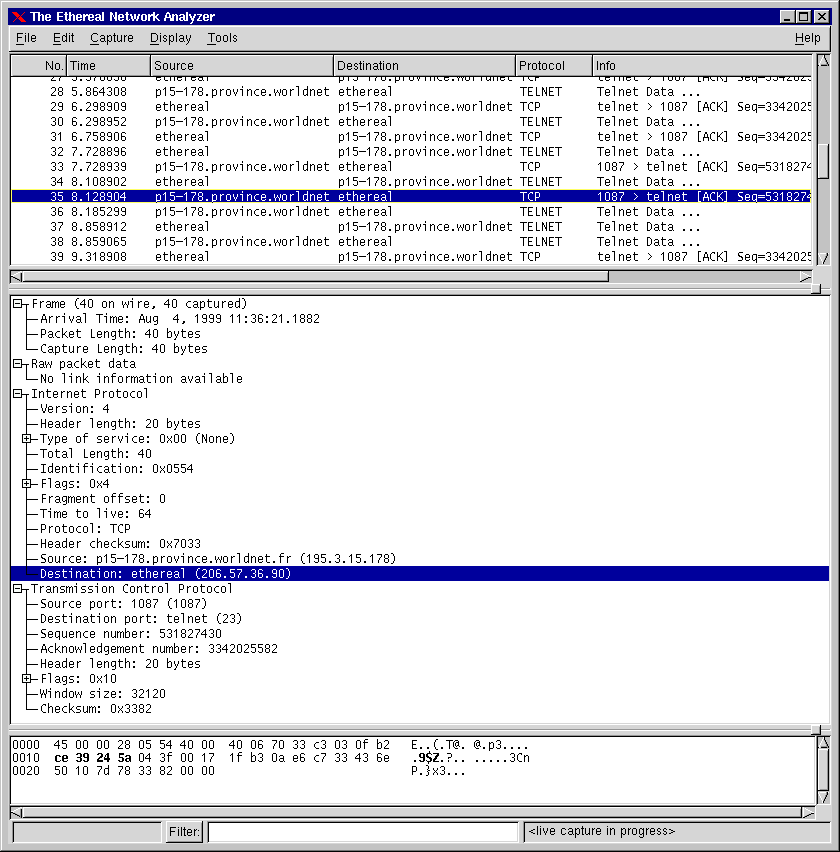 The Ethereal Network Analyzer
File Edit Capture Display Tools Help
No. Time Source Destination Protocol Info
27 5.570056 ethereal p15-178.province.worldnet TCP telnet > 1087 [ACK] Seq=3342025
28 5.864308 p15-178.province.worldnet ethereal TELNET Telnet Data ...
29 6.298909 ethereal p15-178.province.worldnet TCP telnet > 1087 [ACK] Seq=3342025
30 6.298952 p15-178.province.worldnet ethereal TELNET Telnet Data ...
31 6.758906 ethereal p15-178.province.worldnet TCP telnet > 1087 [ACK] Seq=3342025
32 7.728896 ethereal p15-178.province.worldnet TELNET Telnet Data ...
33 7.728939 p15-178.province.worldnet ethereal TCP 1087 > telnet [ACK] Seq=5318274
34 8.108902 ethereal p15-178.province.worldnet TELNET Telnet Data ...
35 8.128904 p15-178.province.worldnet ethereal TCP 1087 > telnet [ACK] Seq=5318274
36 8.185299 p15-178.province.worldnet ethereal TELNET Telnet Data ...
37 8.858912 ethereal p15-178.province.worldnet TELNET Telnet Data ...
38 8.859065 p15-178.province.worldnet ethereal TELNET Telnet Data ...
39 9.318908 ethereal p15-178.province.worldnet TCP telnet > 1087 [ACK] Seq=3342025
Frame (40 on wire, 40 captured)
Arrival Time: Aug 4, 1999 11:36:21.1882
Packet Length: 40 bytes
Capture Length: 40 bytes
Raw packet data
No link information available
Internet Protocol
Version: 4
Header length: 20 bytes
Type of service: 0x00 (None)
Total Length: 40
Identification: 0x0554
Flags: 0x4
Fragment offset: 0
Time to live: 64
Protocol: TCP
Header checksum: 0x7033
Source: p15-178.province.worldnet.fr (195.3.15.178)
Destination: ethereal (206.57.36.90)
Transmission Control Protocol
Source port: 1087 (1087)
Destination port: telnet (23)
Sequence number: 531827430
Acknowledgement number: 3342025582
Header length: 20 bytes
Flags: 0x10
Window size: 32120
Checksum: 0x3382
0000 45 00 00 28 05 54 40 00 40 06 70 33 c3 03 0f b2 E..(.T@. @.p3....
0010 ce 39 24 5a 04 3f 00 17 1f b3 0a e6 c7 33 43 6e .9$Z.?.. .....3Cn
0020 50 10 7d 78 33 82 00 00 P.}x3...
Filter: <live capture in progress>